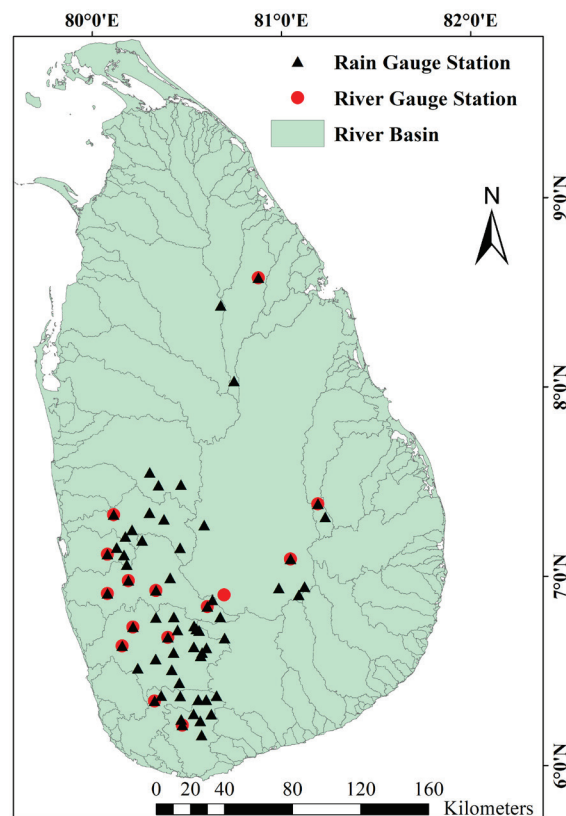 80°0′E 81°0′E 82°0′E
Rain Gauge Station
River Gauge Station
River Basin
N
9°0′N
8°0′N
7°0′N
6°0′N
0 20 40 80 120 160
Kilometers